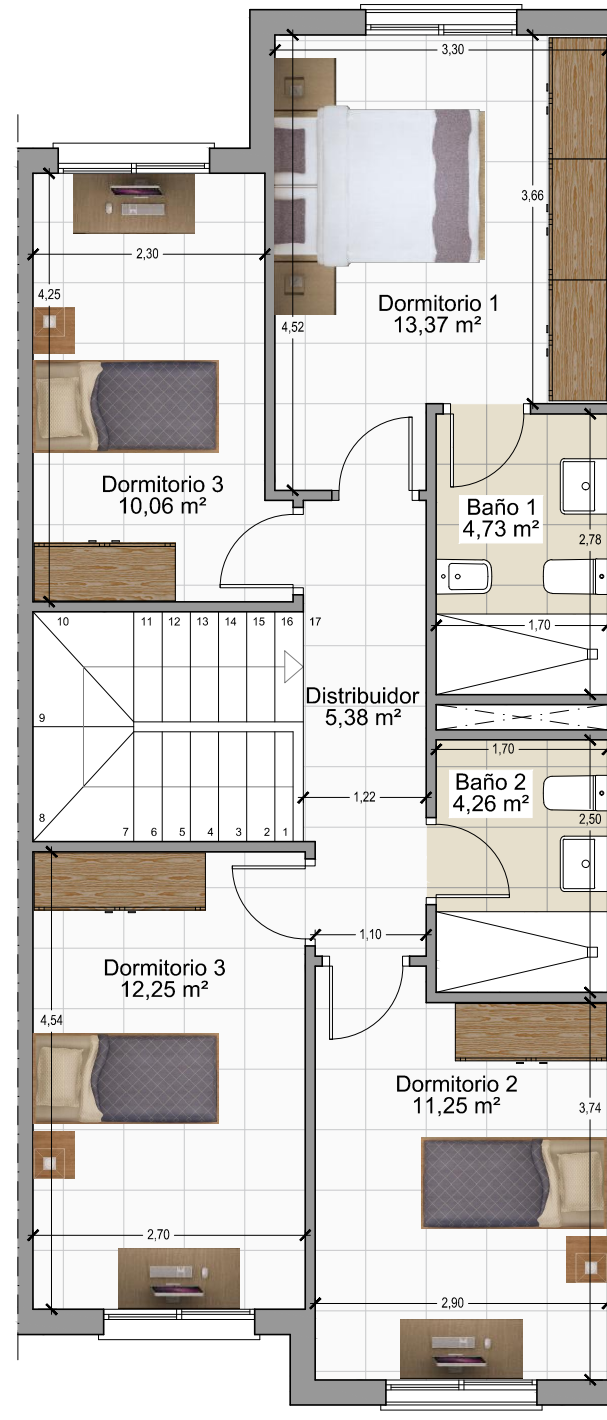 3,30
3,66
2,30
4,25
4,52
Dormitorio 1
13,37 m²
Dormitorio 3
10,06 m²
Baño 1
4,73 m²
2,78
1,70
10
11
12
13
14
15
16
17
9
8
7
6
5
4
3
2
1
Distribuidor
5,38 m²
1,22
1,70
Baño 2
4,26 m²
2,50
1,10
Dormitorio 3
12,25 m²
4,54
Dormitorio 2
11,25 m²
3,74
2,70
2,90